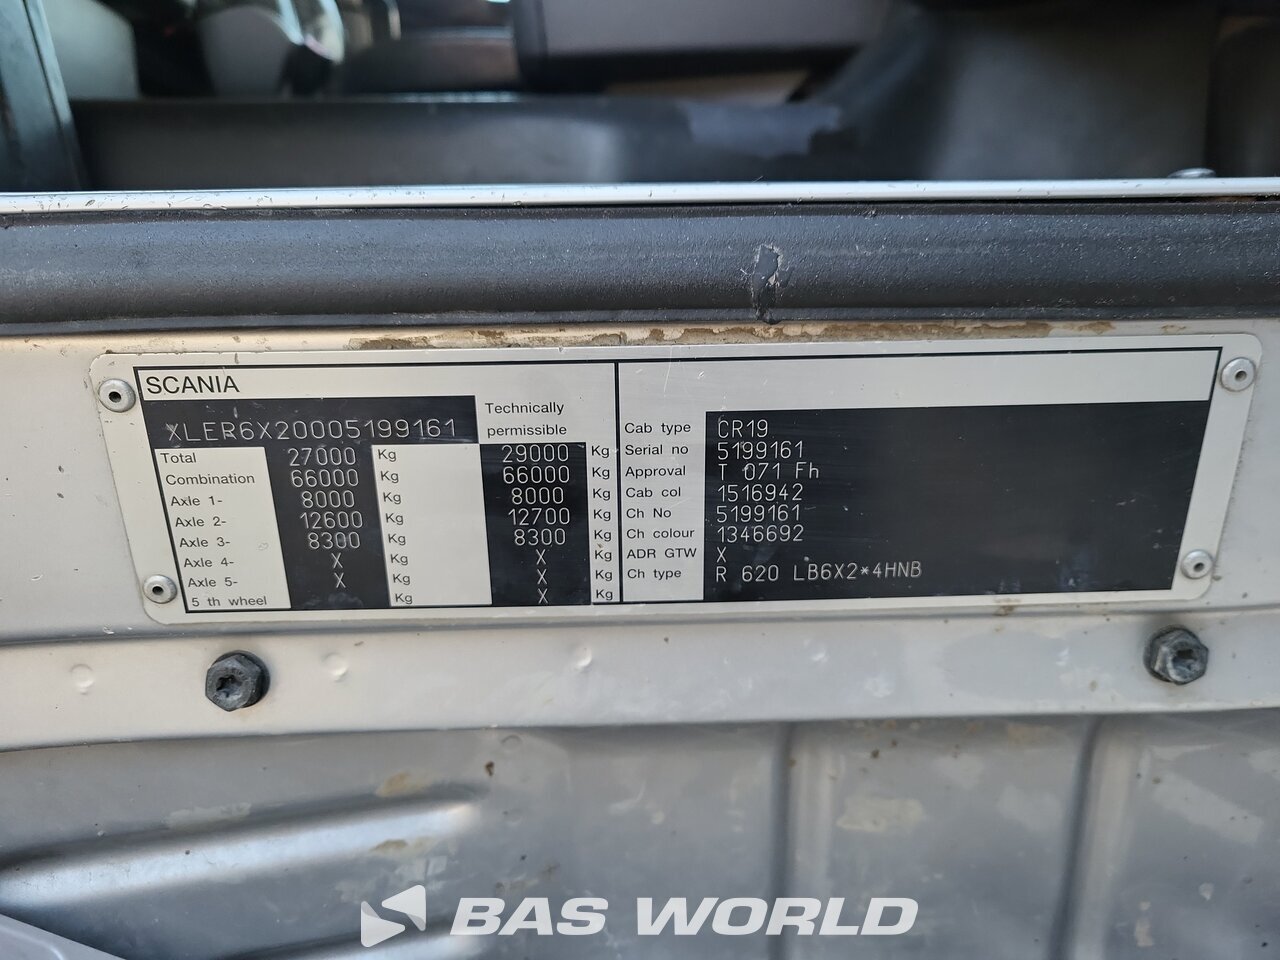 SCANIA
XLER6X20005199161
Technically
permissible
Total 27000 Kg 29000 Kg
Combination 66000 Kg 66000 Kg
Axle 1- 8000 Kg 8000 Kg
Axle 2- 12600 Kg 12700 Kg
Axle 3- 8300 Kg 8300 Kg
Axle 4- X Kg X Kg
Axle 5- X Kg X Kg
5 th wheel Kg X Kg
Cab type CR19
Serial no 5199161
Approval T 071 Fh
Cab col 1516942
Ch No 5199161
Ch colour 1346692
ADR GTW X
Ch type R 620 LB6X2*4HNB
BAS WORLD